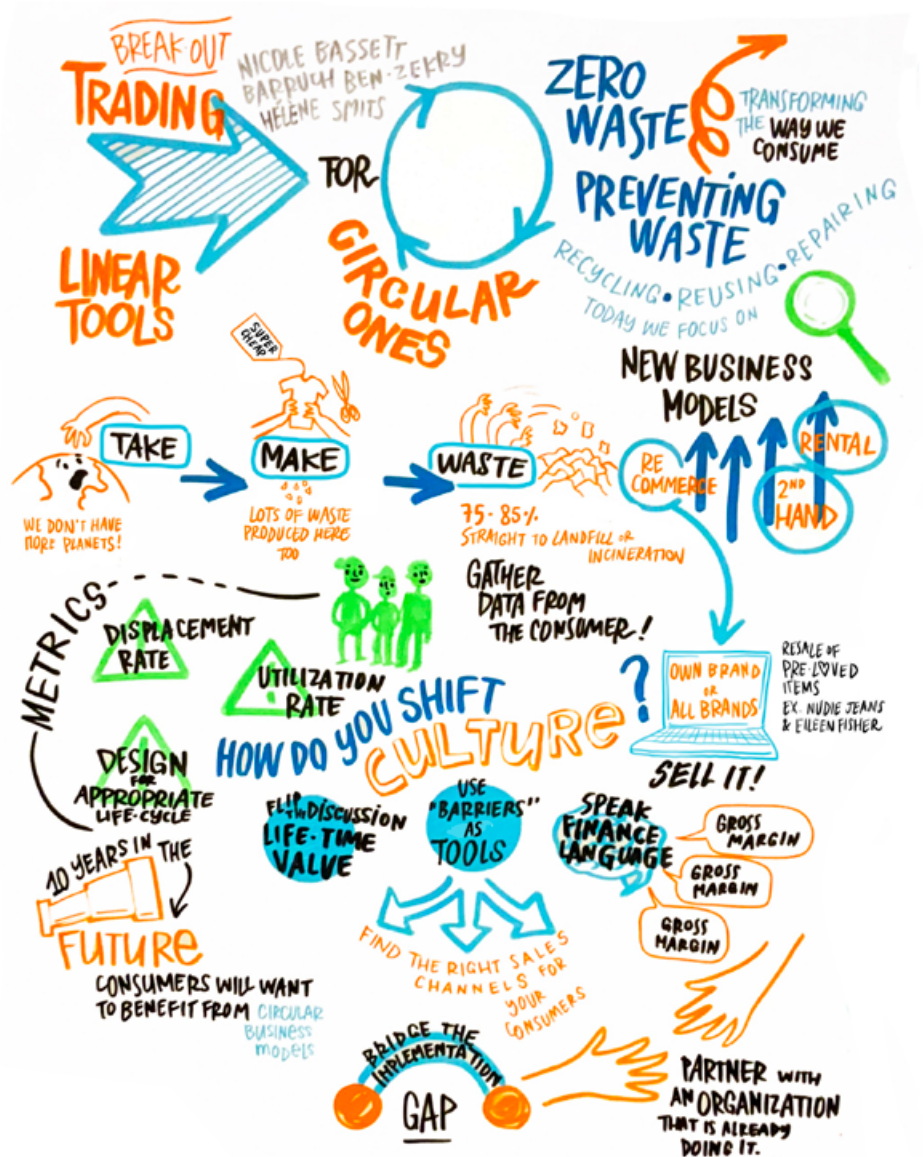 BREAK·OUT
TRADING
NICOLE BASSETT
BARRUCH BEN-ZEKRY
HÉLÈNE SMITS
LINEAR
TOOLS
FOR
CIRCULAR
ONES
ZERO
WASTE
TRANSFORMING
THE WAY WE
CONSUME
PREVENTING
WASTE
RECYCLING • REUSING • REPAIRING
TODAY WE FOCUS ON
NEW BUSINESS
MODELS
RE
COMMERCE
RENTAL
2ND
HAND
SUPER
CHEAP
TAKE
WE DON'T HAVE
MORE PLANETS!
MAKE
LOTS OF WASTE
PRODUCED HERE
TOO
WASTE
75-85%
STRAIGHT TO LANDFILL OR
INCINERATION
METRICS
DISPLACEMENT
RATE
UTILIZATION
RATE
DESIGN
FOR
APPROPRIATE
LIFE-CYCLE
GATHER
DATA FROM
THE CONSUMER!
OWN BRAND
OR
ALL BRANDS
RESALE OF
PRE-LOVED
ITEMS
EX. NUDIE JEANS
& EILEEN FISHER
SELL IT!
HOW DO YOU SHIFT
CULTURE?
FLIP
THE DISCUSSION
LIFE-TIME
VALUE
USE
"BARRIERS"
AS
TOOLS
SPEAK
FINANCE
LANGUAGE
GROSS
MARGIN
GROSS
MARGIN
GROSS
MARGIN
FIND THE RIGHT SALES
CHANNELS FOR
YOUR
CONSUMERS
10 YEARS IN THE
FUTURE
CONSUMERS WILL WANT
TO BENEFIT FROM CIRCULAR
BUSINESS
MODELS
BRIDGE THE
IMPLEMENTATION
GAP
PARTNER WITH
AN ORGANIZATION
THAT IS ALREADY
DOING IT.